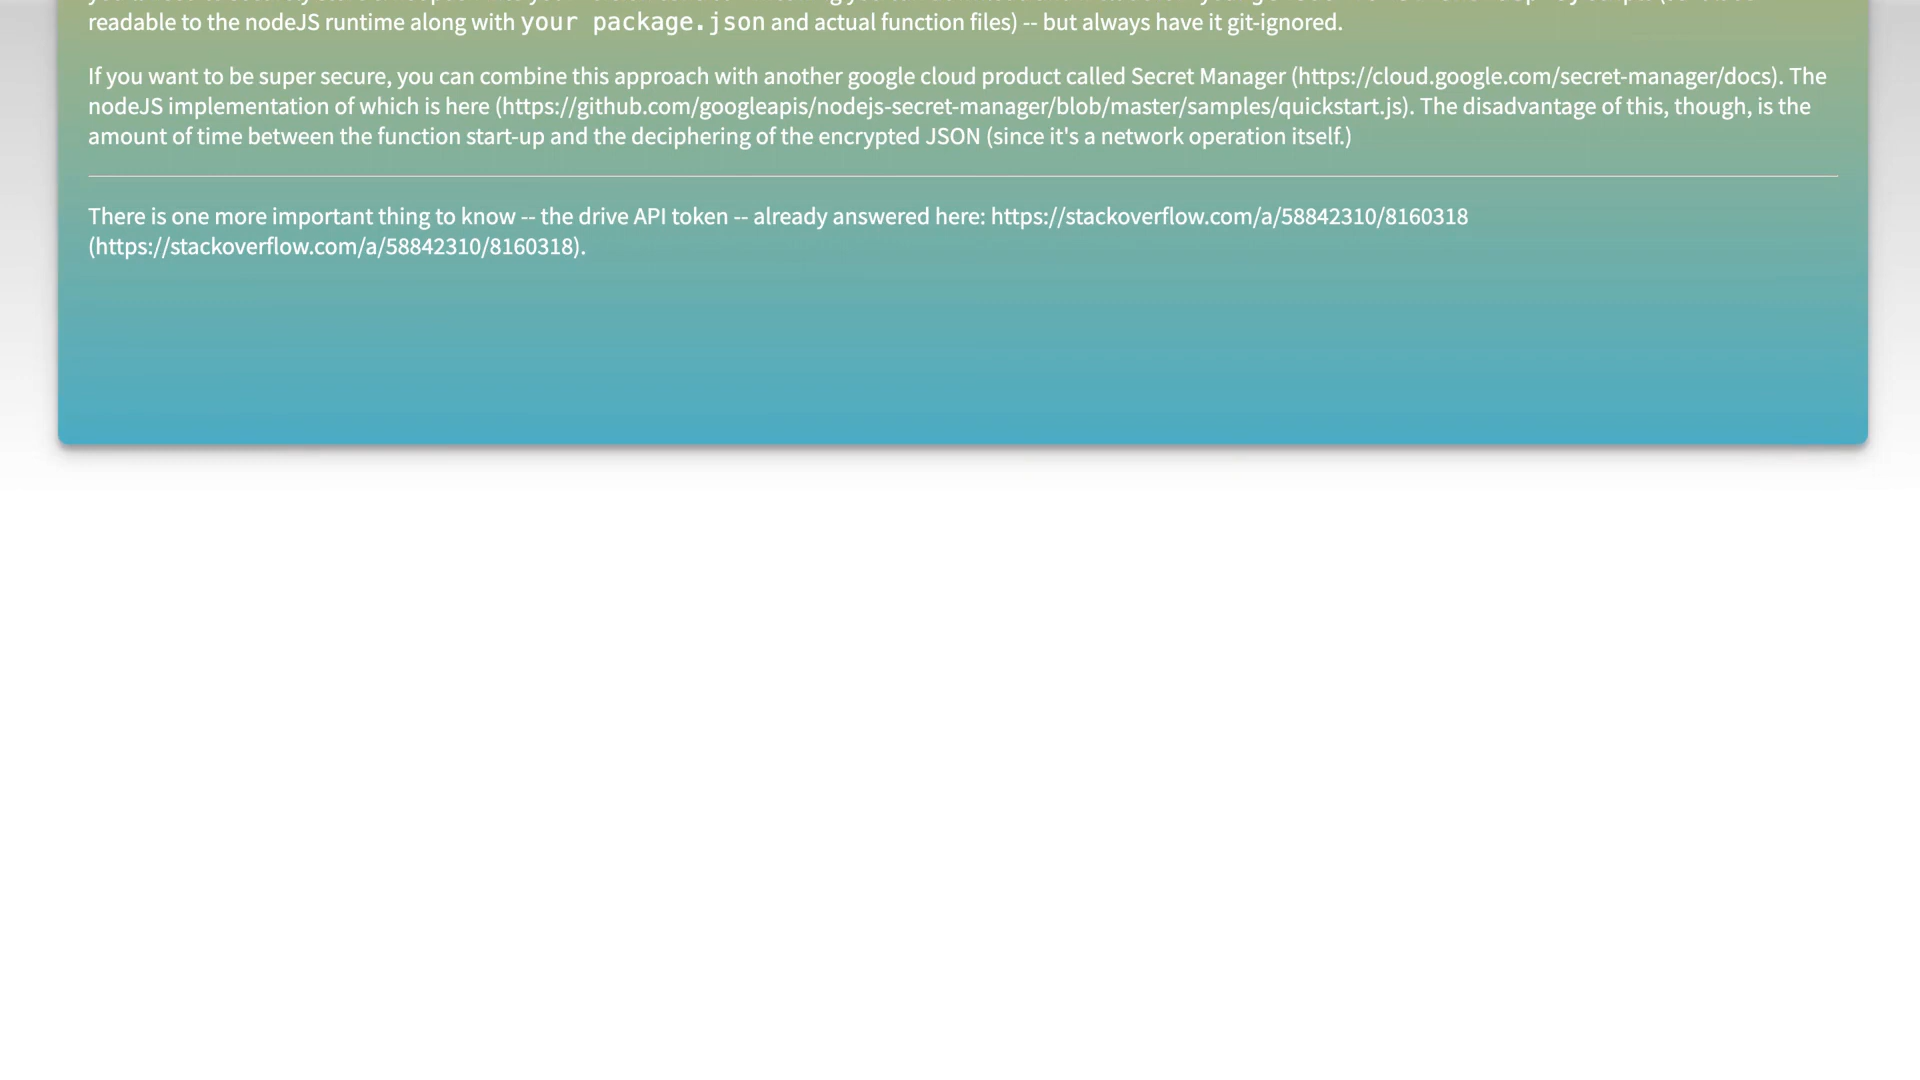 readable to the nodeJS runtime along with your package.json and actual function files) -- but always have it git-ignored.
If you want to be super secure, you can combine this approach with another google cloud product called Secret Manager (https://cloud.google.com/secret-manager/docs). The
nodeJS implementation of which is here (https://github.com/googleapis/nodejs-secret-manager/blob/master/samples/quickstart.js). The disadvantage of this, though, is the
amount of time between the function start-up and the deciphering of the encrypted JSON (since it's a network operation itself.)
There is one more important thing to know -- the drive API token -- already answered here: https://stackoverflow.com/a/58842310/8160318
(https://stackoverflow.com/a/58842310/8160318).